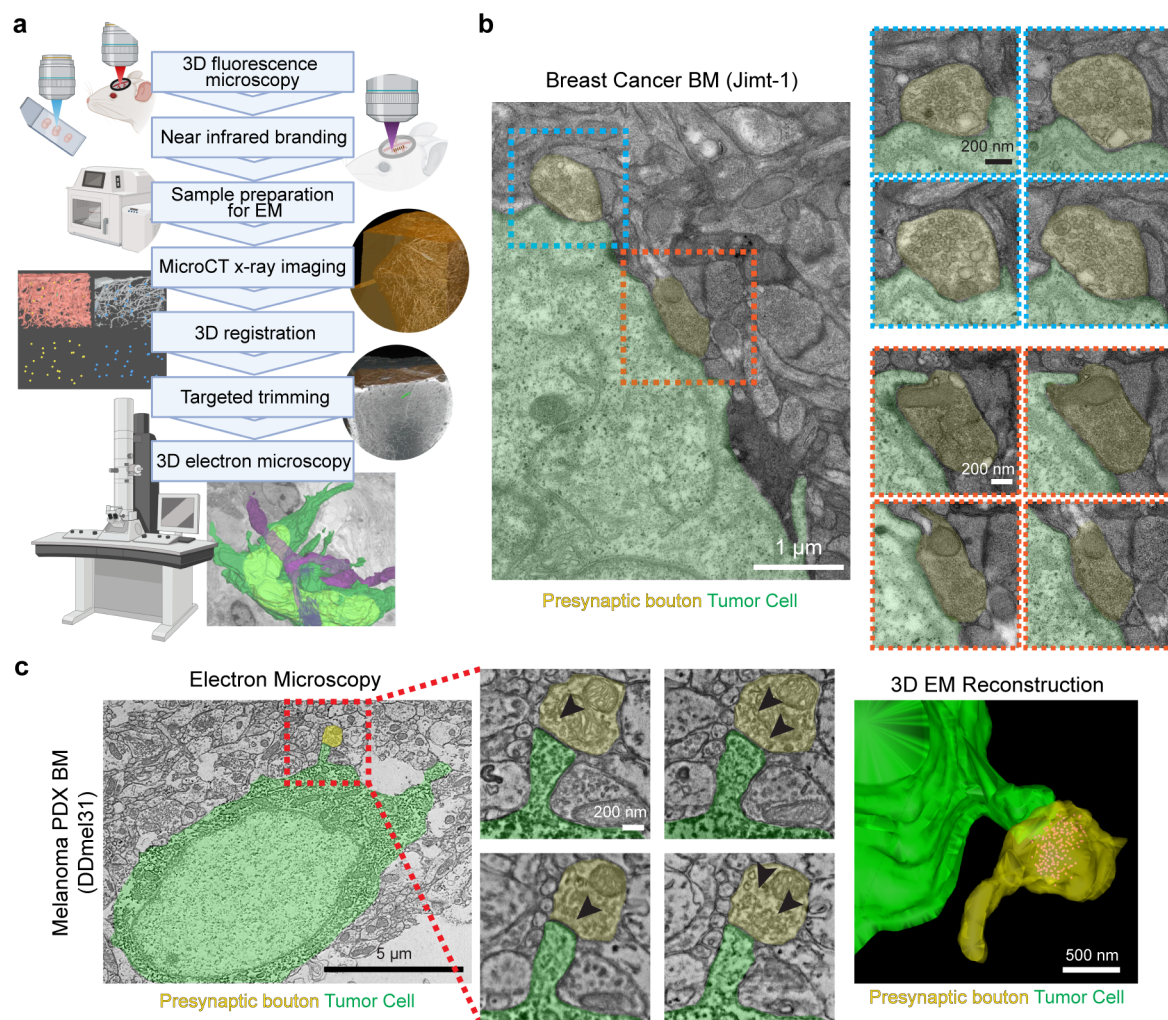 a
3D fluorescence
microscopy
Near infrared branding
Sample preparation
for EM
MicroCT x-ray imaging
3D registration
Targeted trimming
3D electron microscopy
b
Breast Cancer BM (Jimt-1)
1 µm
Presynaptic bouton Tumor Cell
200 nm
200 nm
c
Electron Microscopy
Melanoma PDX BM
(DDmel31)
5 µm
Presynaptic bouton Tumor Cell
200 nm
3D EM Reconstruction
500 nm
Presynaptic bouton Tumor Cell